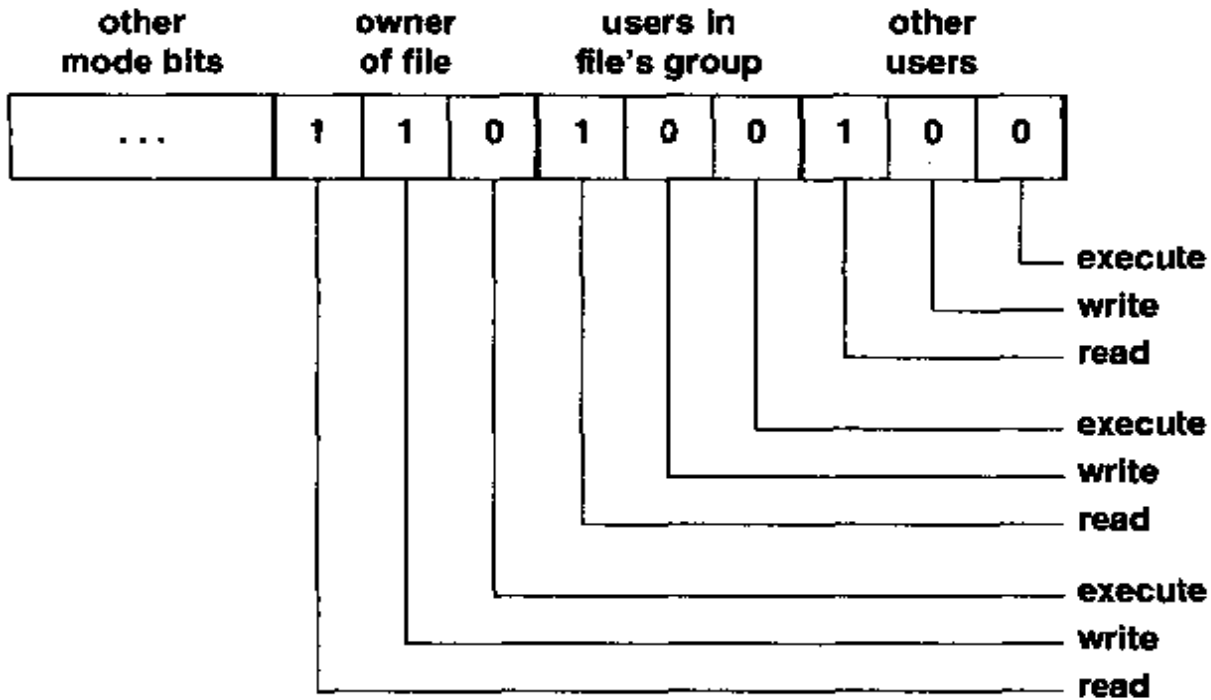 other owner users in other
mode bits of file file's group users
... 1 1 0 1 0 0 1 0 0
execute
write
read
execute
write
read
execute
write
read